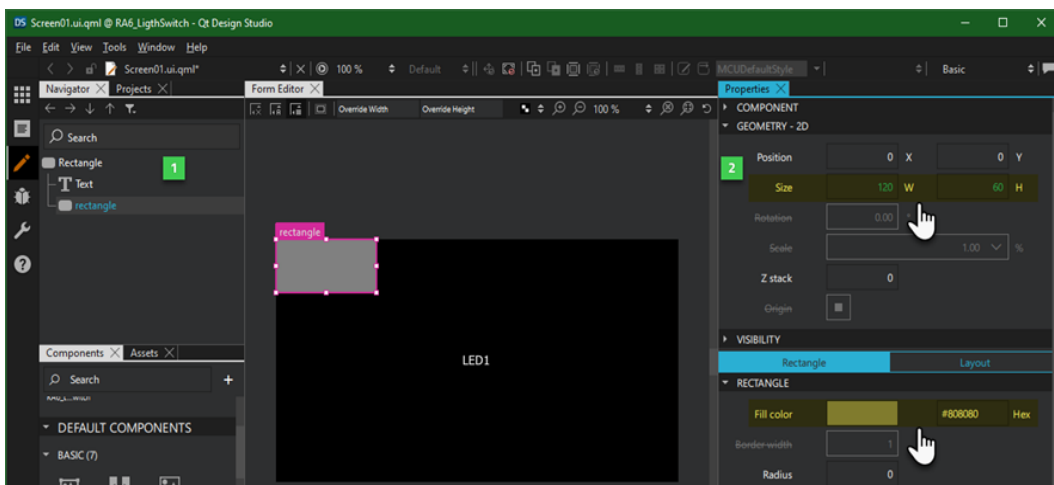 DS Screen01.ui.qml @ RA6_LigthSwitch - Qt Design Studio
File Edit View Tools Window Help
Screen01.ui.qml* 100 % Default MCUDefaultStyle Basic
Navigator Projects
Search
Rectangle
1
Text
rectangle
Components Assets
Search
DEFAULT COMPONENTS
BASIC (7)
Form Editor
Override Width Override Height 100 %
rectangle
LED1
Properties
COMPONENT
GEOMETRY - 2D
Position 0 X 0 Y
2
Size 120 W 60 H
Rotation 0.00
Scale 1.00 %
Z stack 0
Origin
VISIBILITY
Rectangle Layout
RECTANGLE
Fill color #808080 Hex
Border width 1
Radius 0